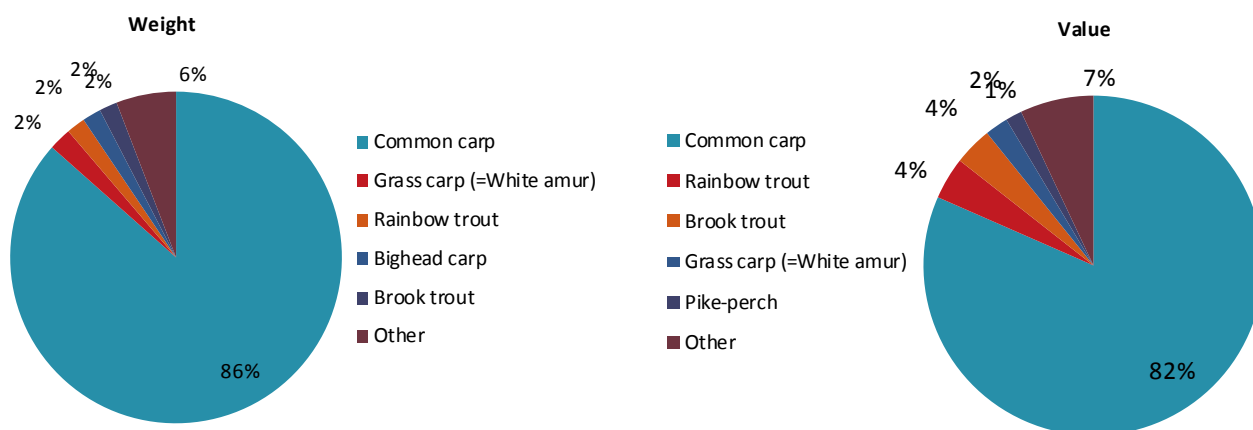 Weight
2%
2%
2%
2%
6%
86%
Common carp
Grass carp (=White amur)
Rainbow trout
Bighead carp
Brook trout
Other
Value
4%
4%
2%
1%
7%
82%
Common carp
Rainbow trout
Brook trout
Grass carp (=White amur)
Pike-perch
Other